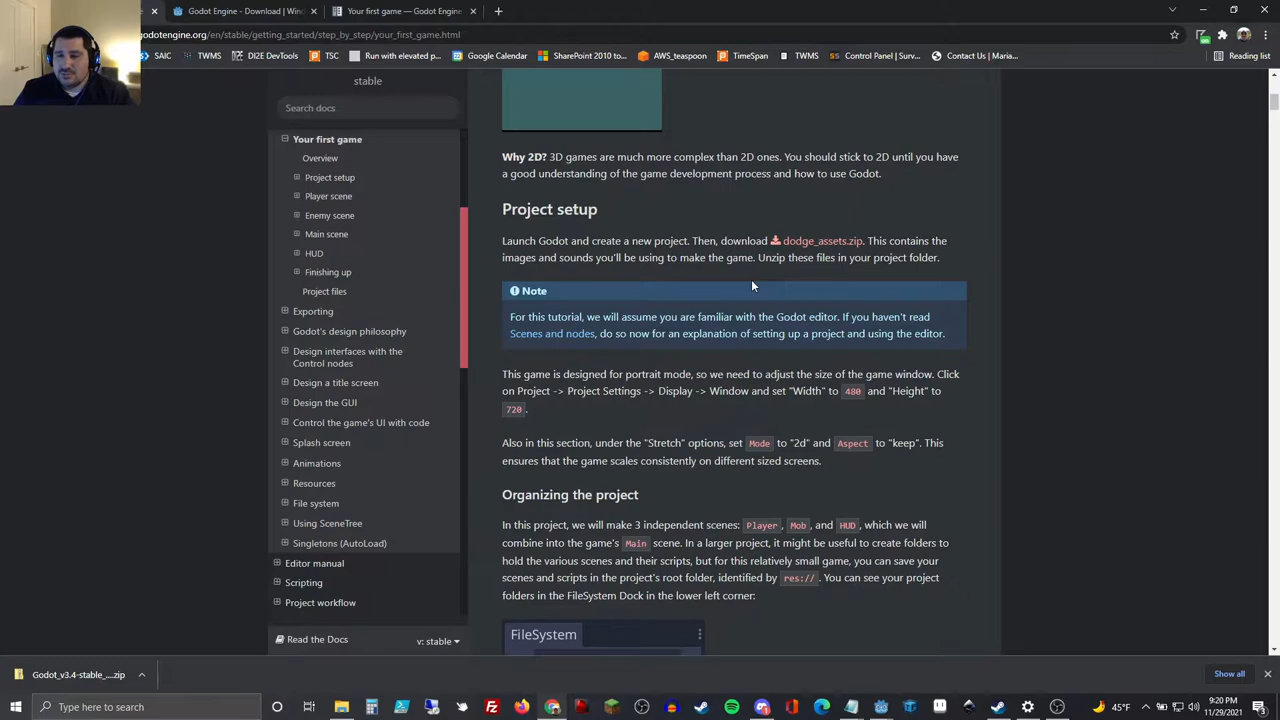 Godot Engine - Download | Wind
Your first game — Godot Engine
godotengine.org/en/stable/getting_started/step_by_step/your_first_game.html
SAIC
TWMS
DI2E DevTools
TSC
Run with elevated p...
Google Calendar
SharePoint 2010 to...
AWS_teaspoon
TimeSpan
TWMS
Control Panel ‹ Surv...
Contact Us | Maria...
Reading list
stable
Search docs
Your first game
Overview
Project setup
Player scene
Enemy scene
Main scene
HUD
Finishing up
Project files
Exporting
Godot's design philosophy
Design interfaces with the
Control nodes
Design a title screen
Design the GUI
Control the game's UI with code
Splash screen
Animations
Resources
File system
Using SceneTree
Singletons (AutoLoad)
Editor manual
Scripting
Project workflow
Read the Docs
v: stable
Why 2D? 3D games are much more complex than 2D ones. You should stick to 2D until you have
a good understanding of the game development process and how to use Godot.
Project setup
Launch Godot and create a new project. Then, download dodge_assets.zip. This contains the
images and sounds you'll be using to make the game. Unzip these files in your project folder.
Note
For this tutorial, we will assume you are familiar with the Godot editor. If you haven't read
Scenes and nodes, do so now for an explanation of setting up a project and using the editor.
This game is designed for portrait mode, so we need to adjust the size of the game window. Click
on Project -> Project Settings -> Display -> Window and set "Width" to 480 and "Height" to
720.
Also in this section, under the "Stretch" options, set Mode to "2d" and Aspect to "keep". This
ensures that the game scales consistently on different sized screens.
Organizing the project
In this project, we will make 3 independent scenes: Player, Mob, and HUD, which we will
combine into the game's Main scene. In a larger project, it might be useful to create folders to
hold the various scenes and their scripts, but for this relatively small game, you can save your
scenes and scripts in the project's root folder, identified by res://. You can see your project
folders in the FileSystem Dock in the lower left corner:
FileSystem
Godot_v3.4-stable_....zip
Show all
Type here to search
45°F
9:20 PM
11/29/2021